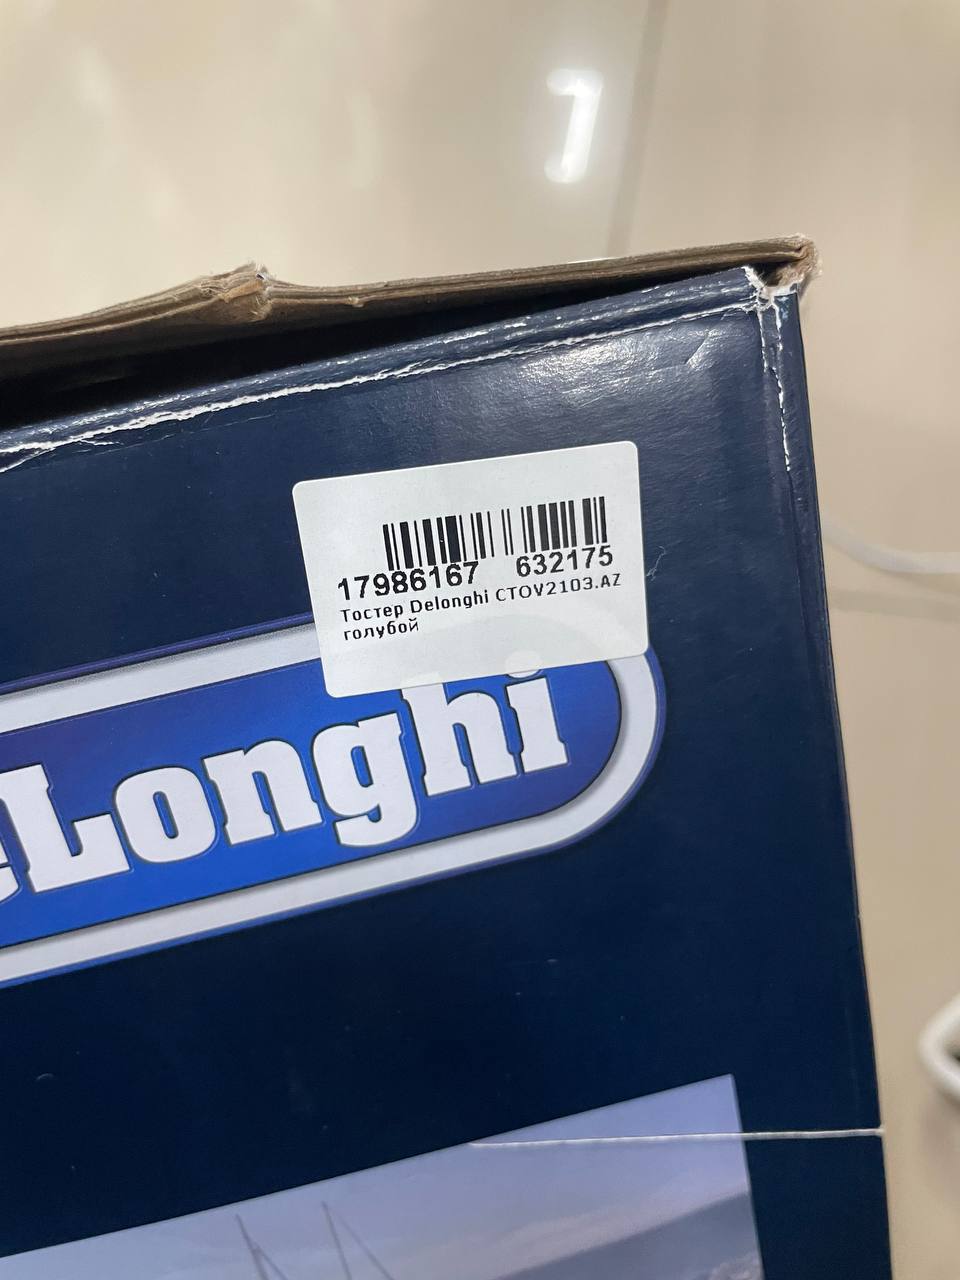 17986167 632175
Тостер Delonghi CTOV2103.AZ
голубой
eLonghi